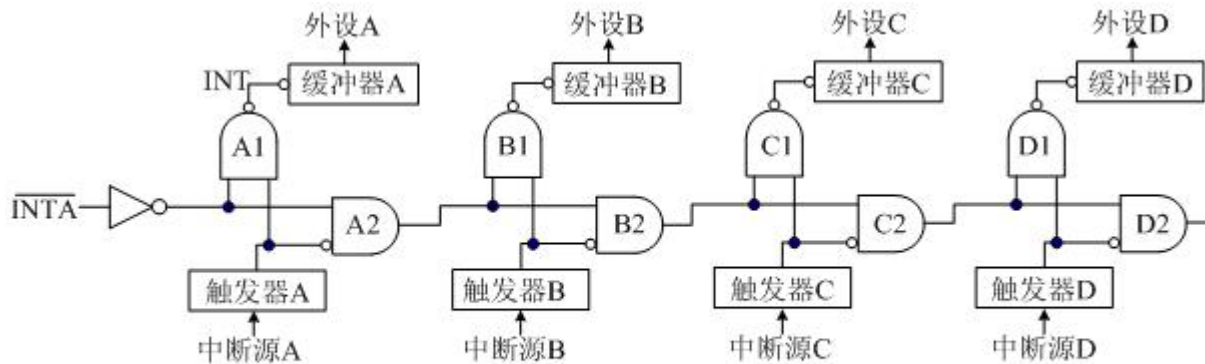 外设A 外设B 外设C 外设D
INT 缓冲器A 缓冲器B 缓冲器C 缓冲器D
A1 B1 C1 D1
INTA A2 B2 C2 D2
触发器A 触发器B 触发器C 触发器D
中断源A 中断源B 中断源C 中断源D